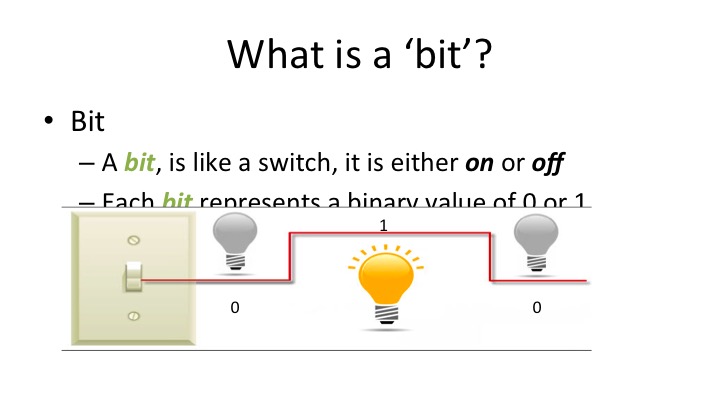 What is a ‘bit’?
• Bit
– A bit, is like a switch, it is either on or off
– Each bit represents a binary value of 0 or 1
1
0
0